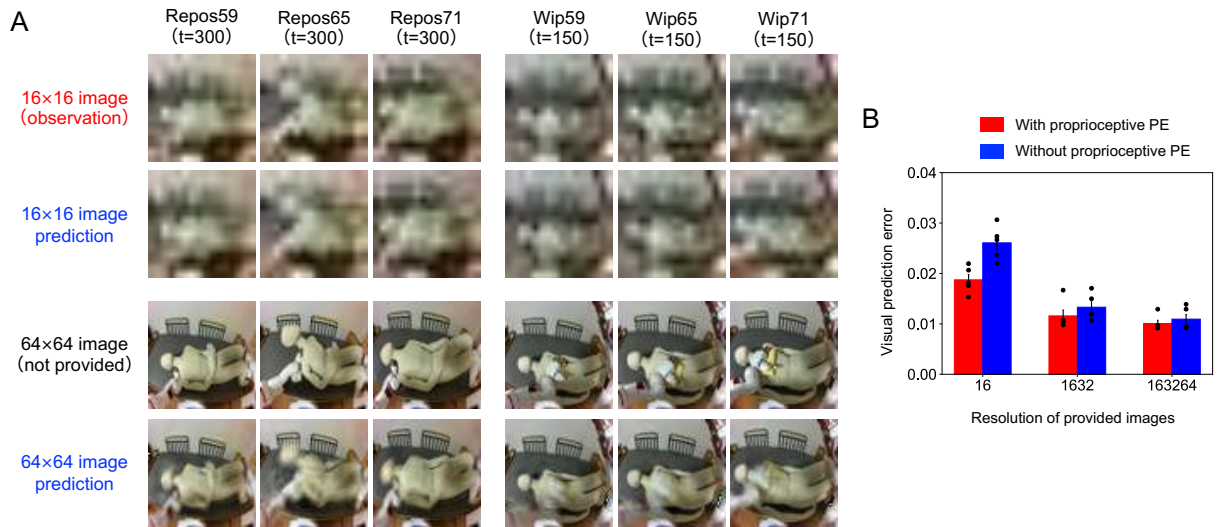 A
Repos59
(t=300)
Repos65
(t=300)
Repos71
(t=300)
Wip59
(t=150)
Wip65
(t=150)
Wip71
(t=150)
16×16 image
(observation)
16×16 image
prediction
64×64 image
(not provided)
64×64 image
prediction
B
With proprioceptive PE
Without proprioceptive PE
Visual prediction error
0.04
0.03
0.02
0.01
0.00
16
1632
163264
Resolution of provided images